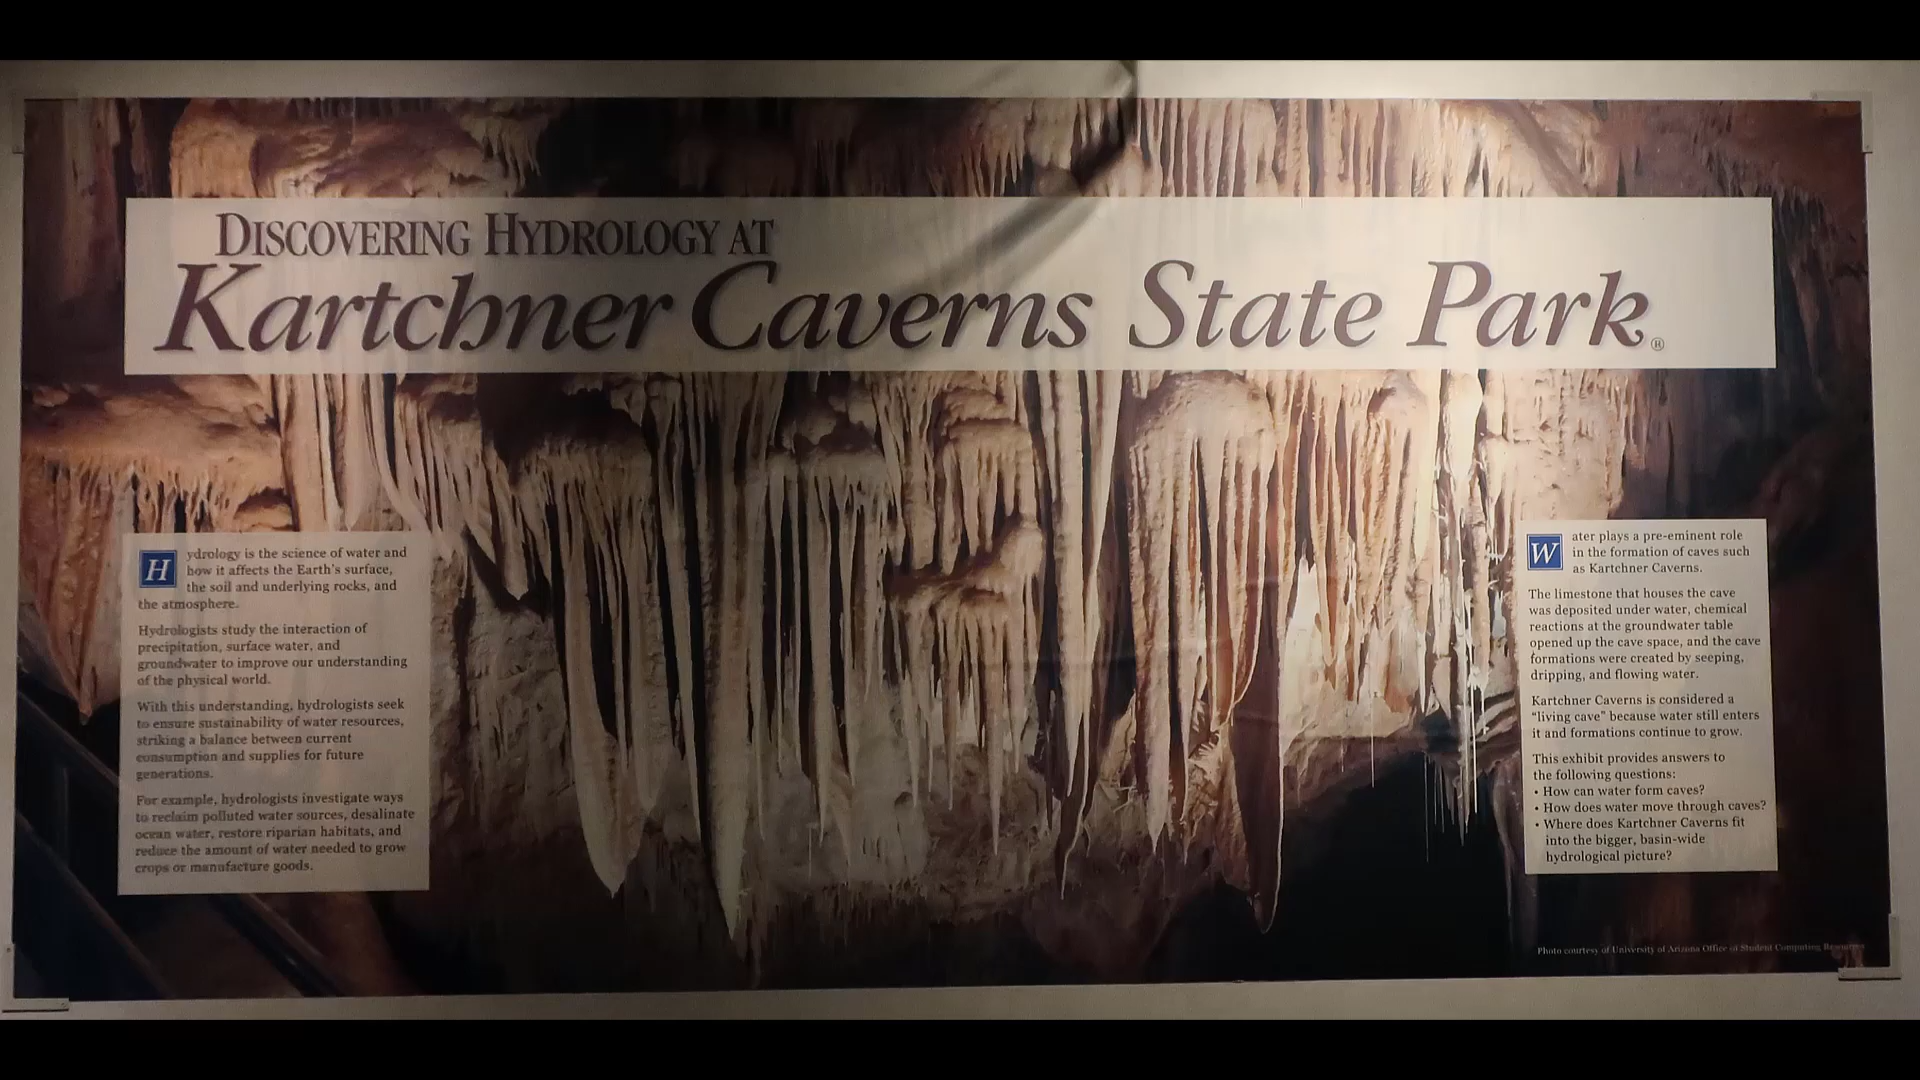 DISCOVERING HYDROLOGY AT
Kartchner Caverns State Park®
Hydrology is the science of water and
how it affects the Earth's surface,
the soil and underlying rocks, and
the atmosphere.
Hydrologists study the interaction of
precipitation, surface water, and
groundwater to improve our understanding
of the physical world.
With this understanding, hydrologists seek
to ensure sustainability of water resources,
striking a balance between current
consumption and supplies for future
generations.
For example, hydrologists investigate ways
to reclaim polluted water sources, desalinate
ocean water, restore riparian habitats, and
reduce the amount of water needed to grow
crops or manufacture goods.
Water plays a pre-eminent role
in the formation of caves such
as Kartchner Caverns.
The limestone that houses the cave
was deposited under water, chemical
reactions at the groundwater table
opened up the cave space, and the cave
formations were created by seeping,
dripping, and flowing water.
Kartchner Caverns is considered a
"living cave" because water still enters
it and formations continue to grow.
This exhibit provides answers to
the following questions:
• How can water form caves?
• How does water move through caves?
• Where does Kartchner Caverns fit
into the bigger, basin-wide
hydrological picture?
Photo courtesy of University of Arizona Office of Student Computing Resources